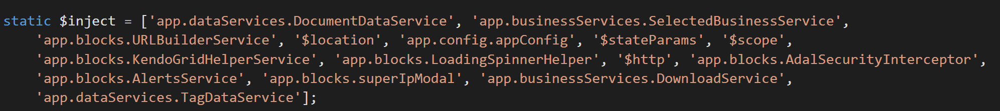 static $inject = ['app.dataServices.DocumentDataService', 'app.businessServices.SelectedBusinessService',
'app.blocks.URLBuilderService', '$location', 'app.config.appConfig', '$stateParams', '$scope',
'app.blocks.KendoGridHelperService', 'app.blocks.LoadingSpinnerHelper', '$http', 'app.blocks.AdalSecurityInterceptor',
'app.blocks.AlertsService', 'app.blocks.superIpModal', 'app.businessServices.DownloadService',
'app.dataServices.TagDataService'];